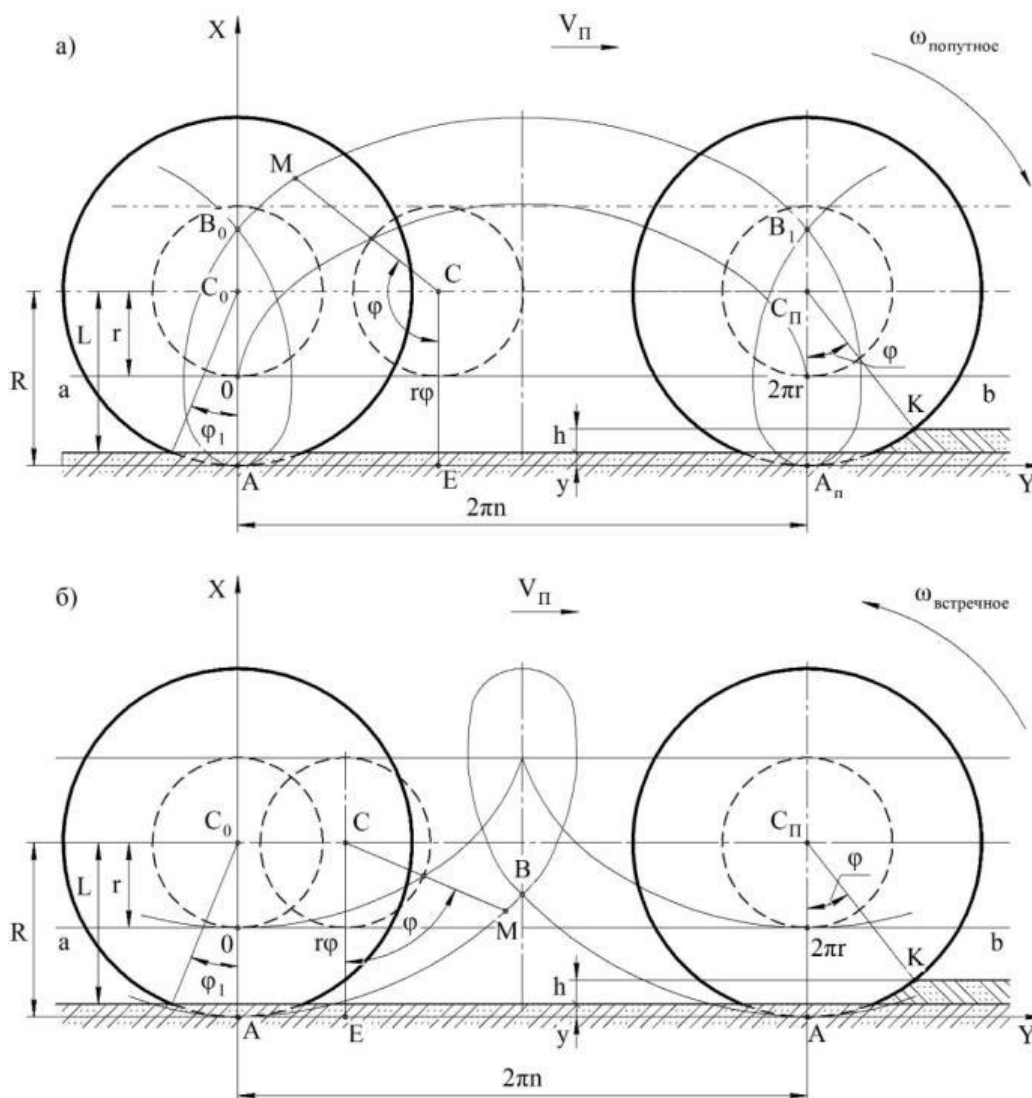 а) X V_П ω_попутное
M
B₀ B₁
C₀ C C_П
φ φ
L r
R a 0 rφ 2πr K b
φ₁ h
A E y A_п Y
2πn
б) X V_П ω_встречное
C₀ C C_П
φ
L r B
R a 0 rφ φ M 2πr K b
φ₁ h
A E y A Y
2πn